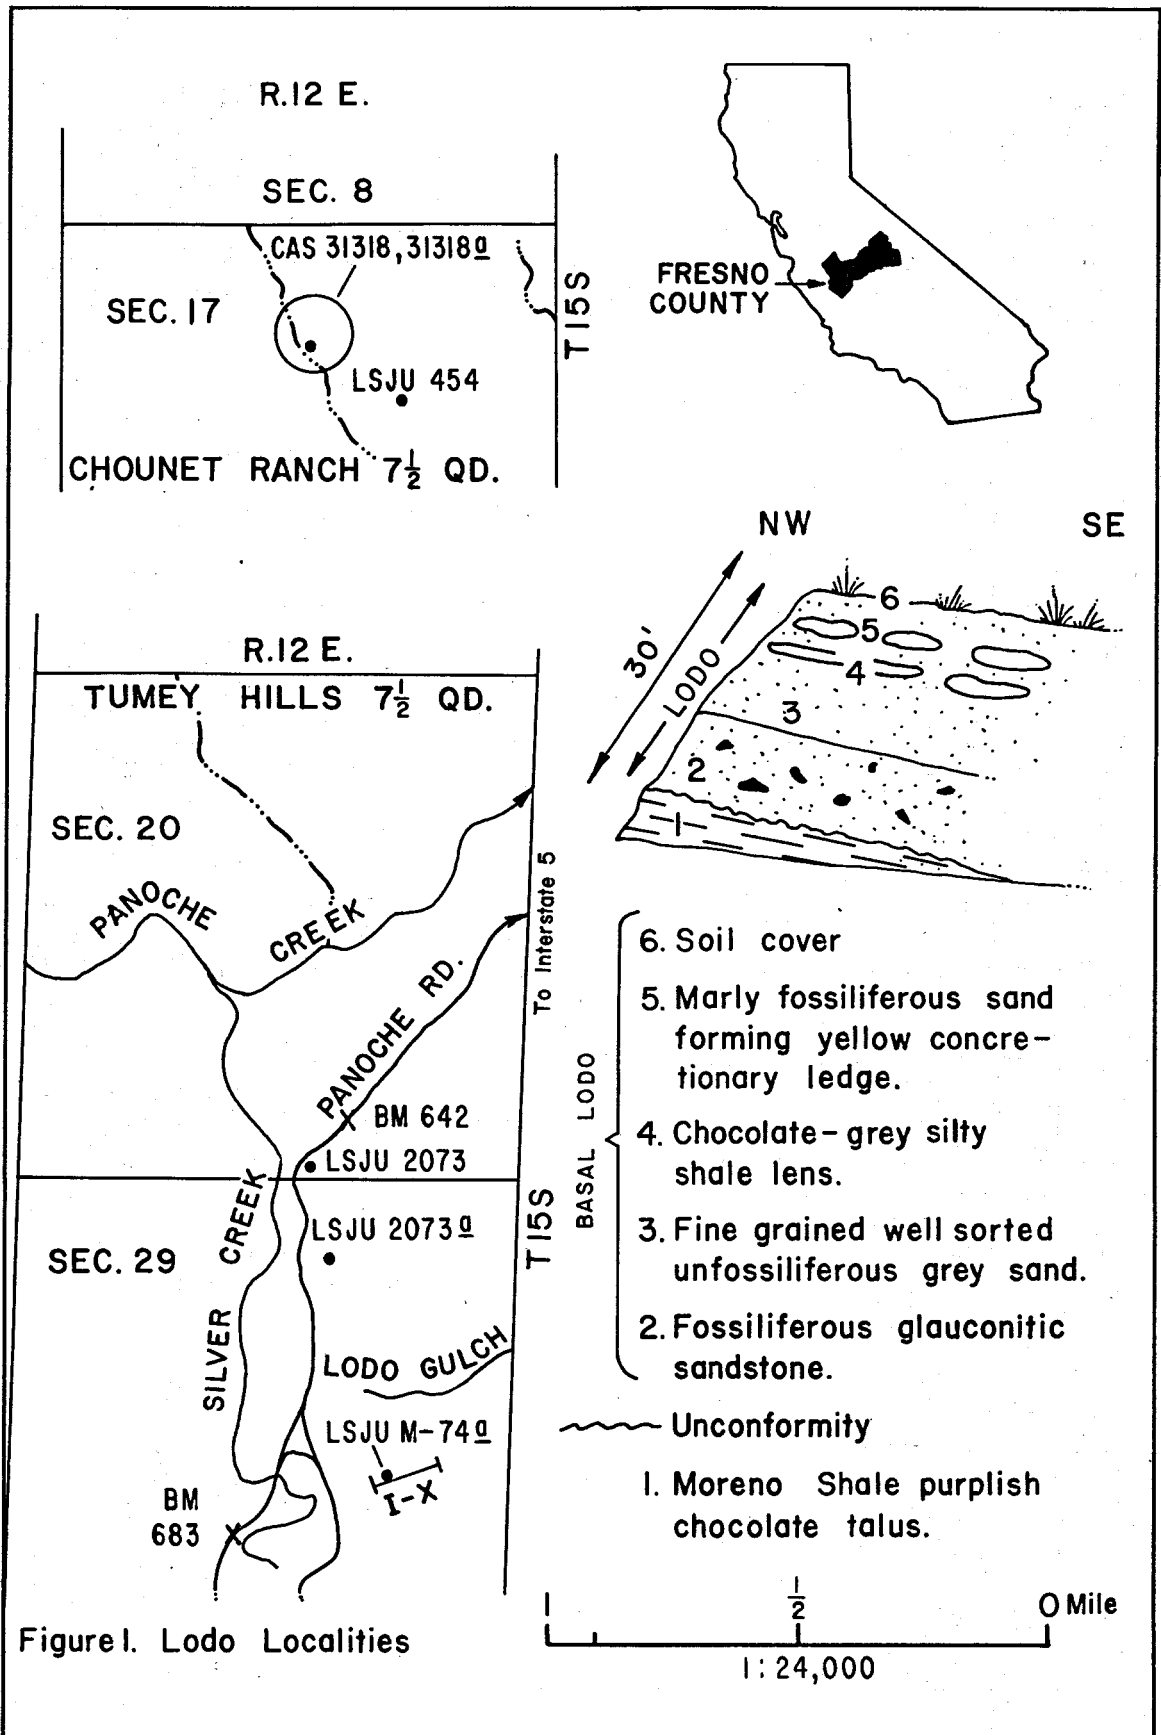 R.12 E.
SEC. 8
CAS 31318, 31318a
SEC. 17
T15S
LSJU 454
CHOUNET RANCH 7½ QD.
FRESNO
COUNTY
NW
SE
30'
LODO
6
5
4
3
2
1
R.12 E.
TUMEY HILLS 7½ QD.
SEC. 20
PANOCHE
CREEK
PANOCHE RD.
To Interstate 5
BM 642
LSJU 2073
T15S
CREEK
LSJU 2073a
SEC. 29
SILVER
LODO GULCH
LSJU M-74a
I-X
BM
683
BASAL LODO
6. Soil cover
5. Marly fossiliferous sand
forming yellow concre-
tionary ledge.
4. Chocolate-grey silty
shale lens.
3. Fine grained well sorted
unfossiliferous grey sand.
2. Fossiliferous glauconitic
sandstone.
Unconformity
1. Moreno Shale purplish
chocolate talus.
1 ½ 0 Mile
1:24,000
Figure 1. Lodo Localities